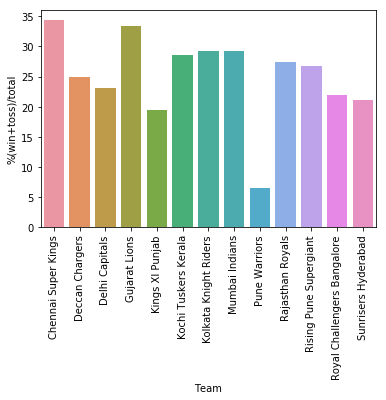 %(win+toss)/total
35
30
25
20
15
10
5
0
Chennai Super Kings
Deccan Chargers
Delhi Capitals
Gujarat Lions
Kings XI Punjab
Kochi Tuskers Kerala
Kolkata Knight Riders
Mumbai Indians
Pune Warriors
Rajasthan Royals
Rising Pune Supergiant
Royal Challengers Bangalore
Sunrisers Hyderabad
Team